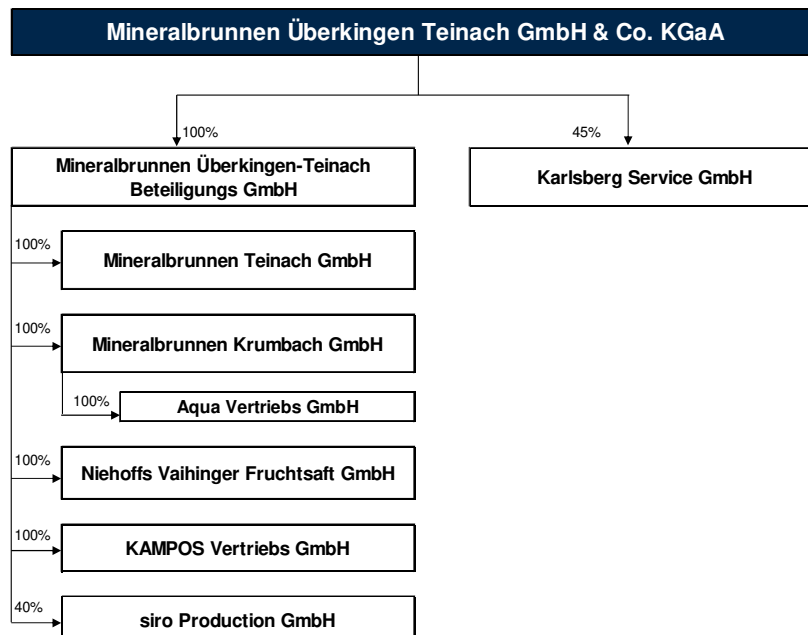 Mineralbrunnen Überkingen Teinach GmbH & Co. KGaA
100%
45%
Mineralbrunnen Überkingen-Teinach
Beteiligungs GmbH
Karlsberg Service GmbH
100%
Mineralbrunnen Teinach GmbH
100%
Mineralbrunnen Krumbach GmbH
100%
Aqua Vertriebs GmbH
100%
Niehoffs Vaihinger Fruchtsaft GmbH
100%
KAMPOS Vertriebs GmbH
40%
siro Production GmbH